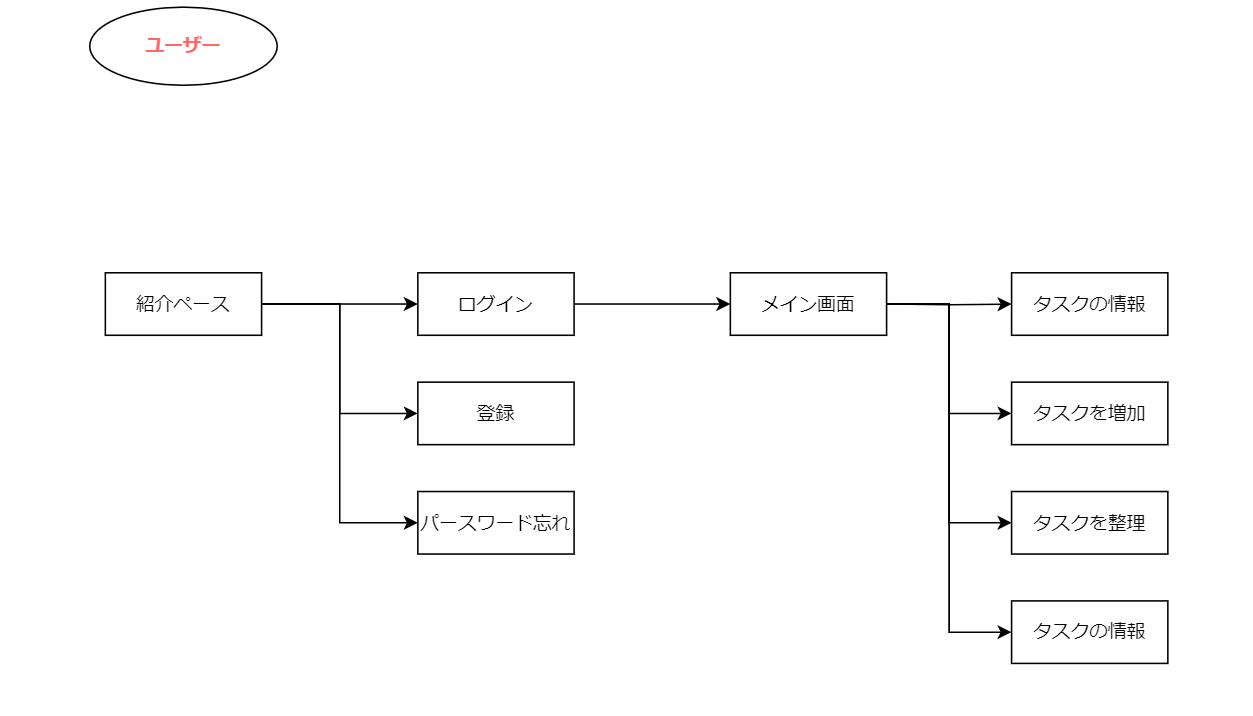 ユーザー
紹介ペース
ログイン
メイン画面
タスクの情報
登録
タスクを増加
パースワード忘れ
タスクを整理
タスクの情報